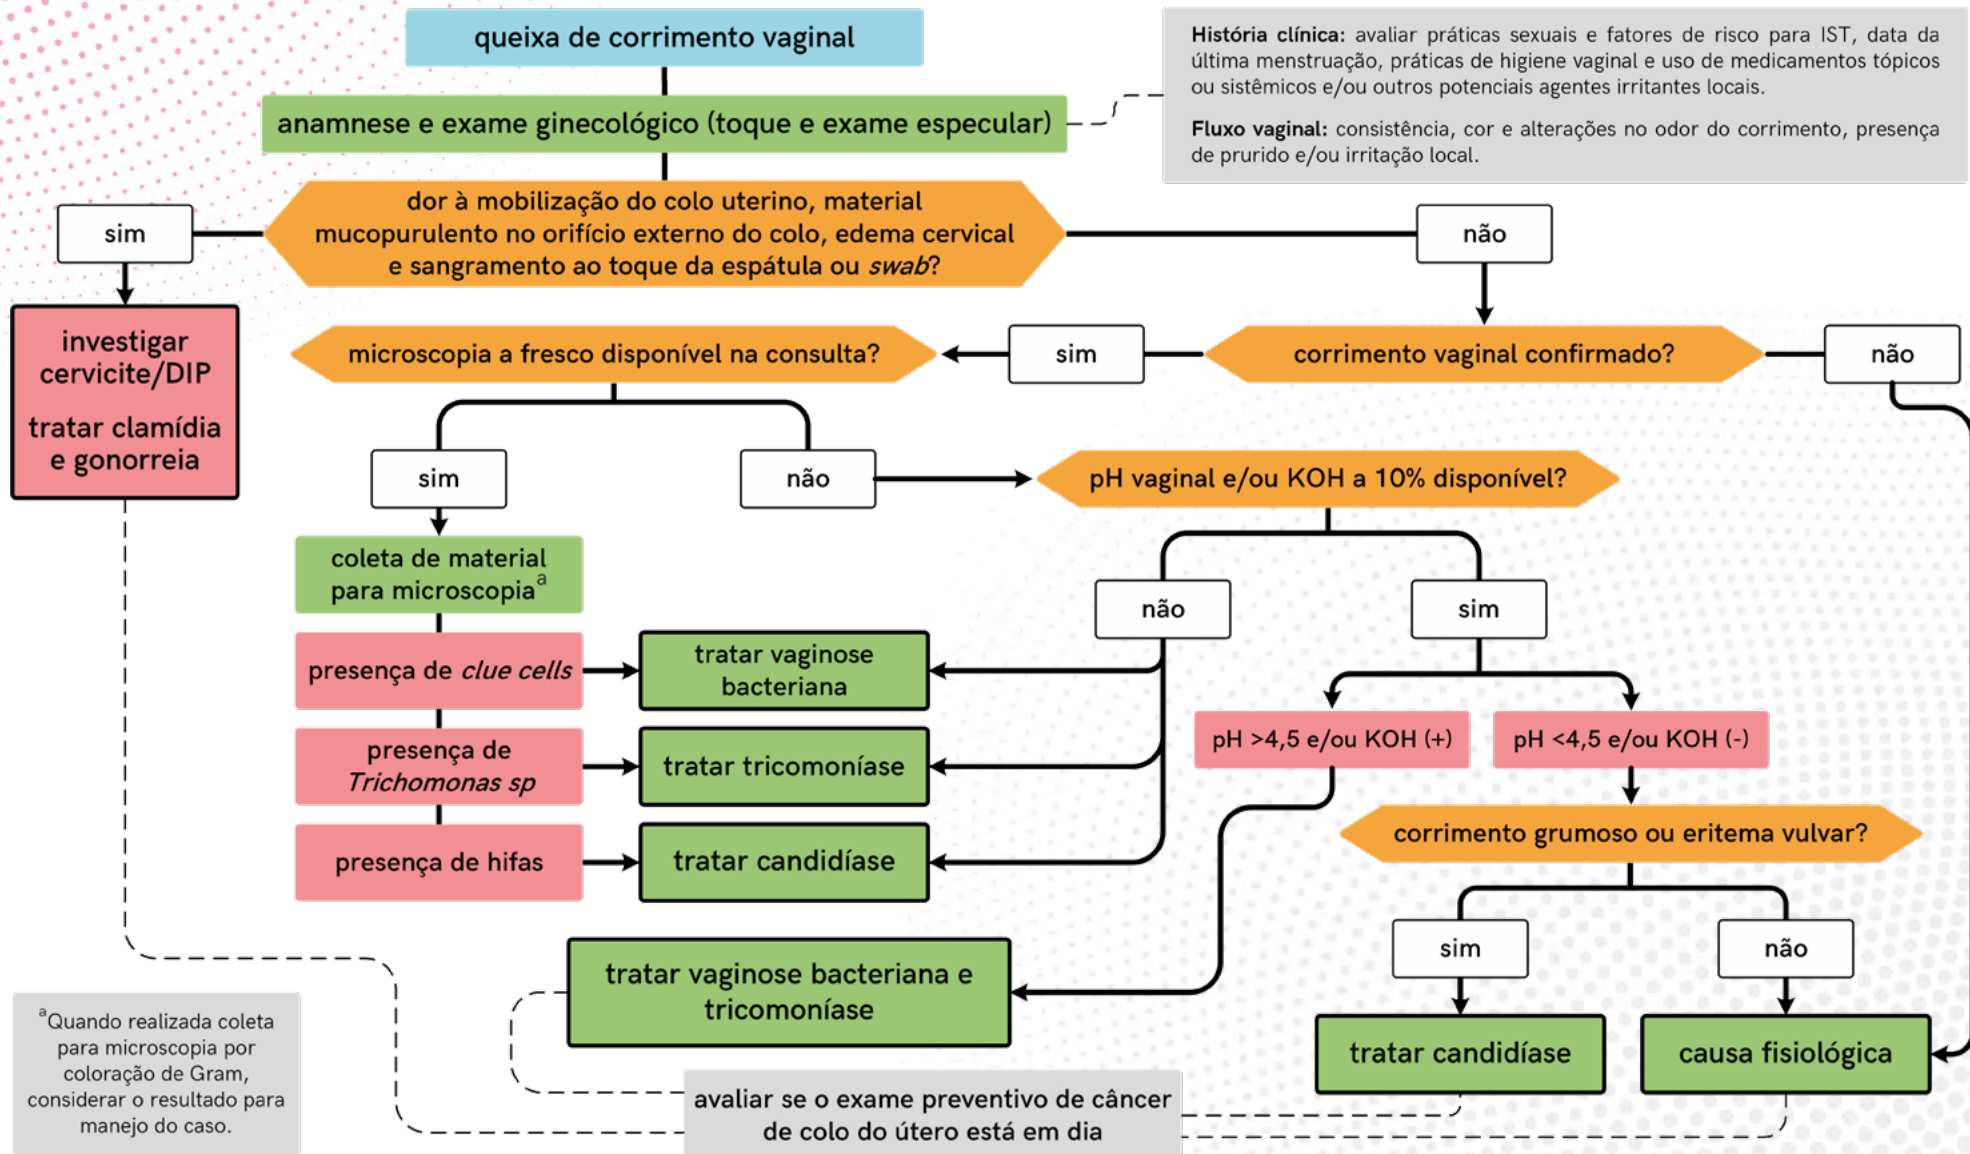 queixa de corrimento vaginal
História clínica: avaliar práticas sexuais e fatores de risco para IST, data da
última menstruação, práticas de higiene vaginal e uso de medicamentos tópicos
ou sistêmicos e/ou outros potenciais agentes irritantes locais.
Fluxo vaginal: consistência, cor e alterações no odor do corrimento, presença
de prurido e/ou irritação local.
anamnese e exame ginecológico (toque e exame especular)
dor à mobilização do colo uterino, material
mucopurulento no orifício externo do colo, edema cervical
e sangramento ao toque da espátula ou swab?
sim
não
investigar
cervicite/DIP
tratar clamídia
e gonorreia
microscopia a fresco disponível na consulta?
sim
corrimento vaginal confirmado?
não
sim
não
pH vaginal e/ou KOH a 10% disponível?
coleta de material
para microscopiaª
não
sim
presença de clue cells
tratar vaginose
bacteriana
presença de
Trichomonas sp
tratar tricomoníase
pH >4,5 e/ou KOH (+)
pH <4,5 e/ou KOH (-)
presença de hifas
tratar candidíase
corrimento grumoso ou eritema vulvar?
sim
não
tratar vaginose bacteriana e
tricomoníase
tratar candidíase
causa fisiológica
ªQuando realizada coleta
para microscopia por
coloração de Gram,
considerar o resultado para
manejo do caso.
avaliar se o exame preventivo de câncer
de colo do útero está em dia